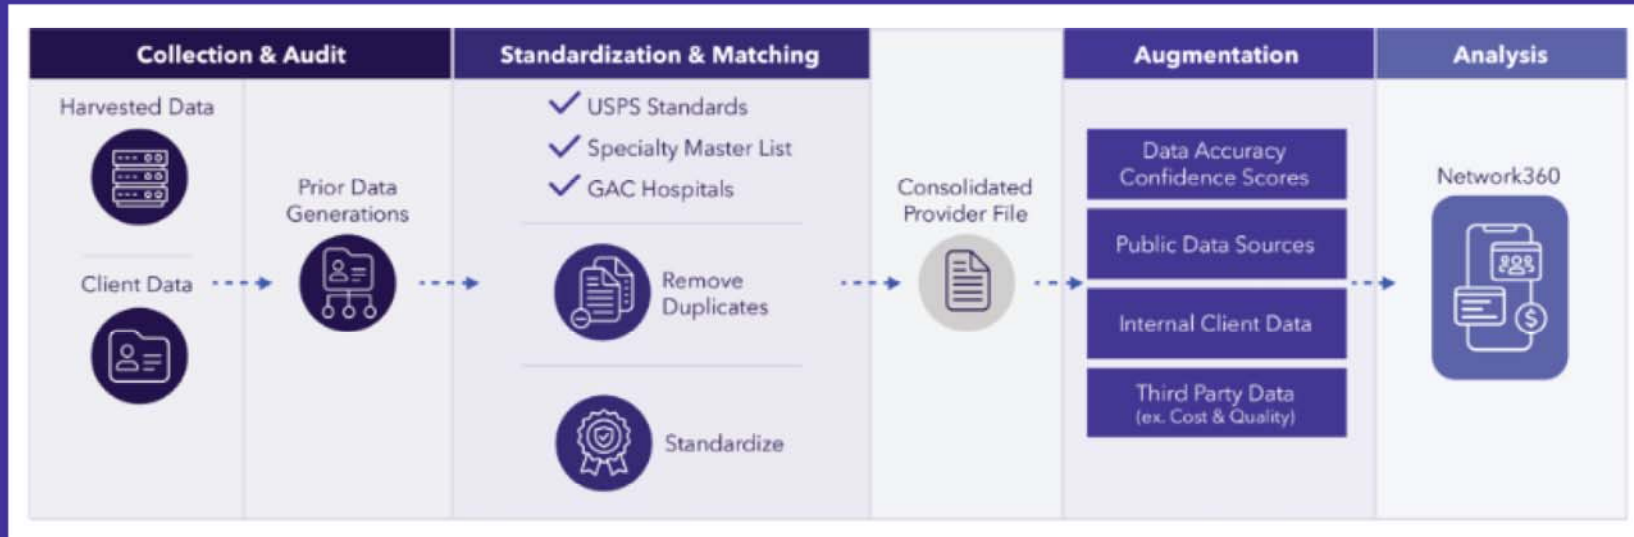 Collection & Audit
Harvested Data
Client Data
Prior Data
Generations
Standardization & Matching
USPS Standards
Specialty Master List
GAC Hospitals
Remove
Duplicates
Standardize
Consolidated
Provider File
Augmentation
Data Accuracy
Confidence Scores
Public Data Sources
Internal Client Data
Third Party Data
(ex. Cost & Quality)
Analysis
Network360
$